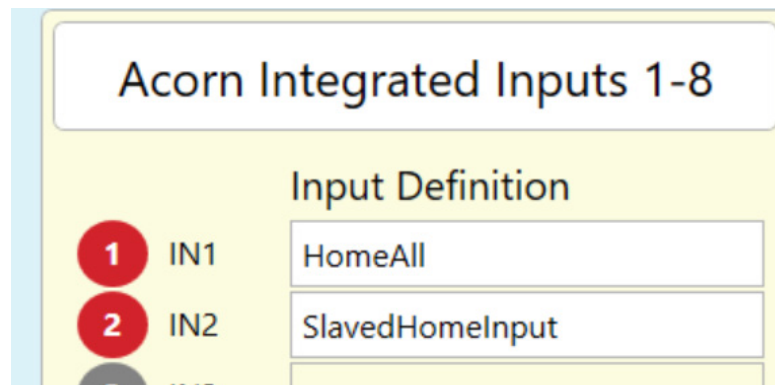 Acorn Integrated Inputs 1-8
Input Definition
1 IN1 HomeAll
2 IN2 SlavedHomeInput